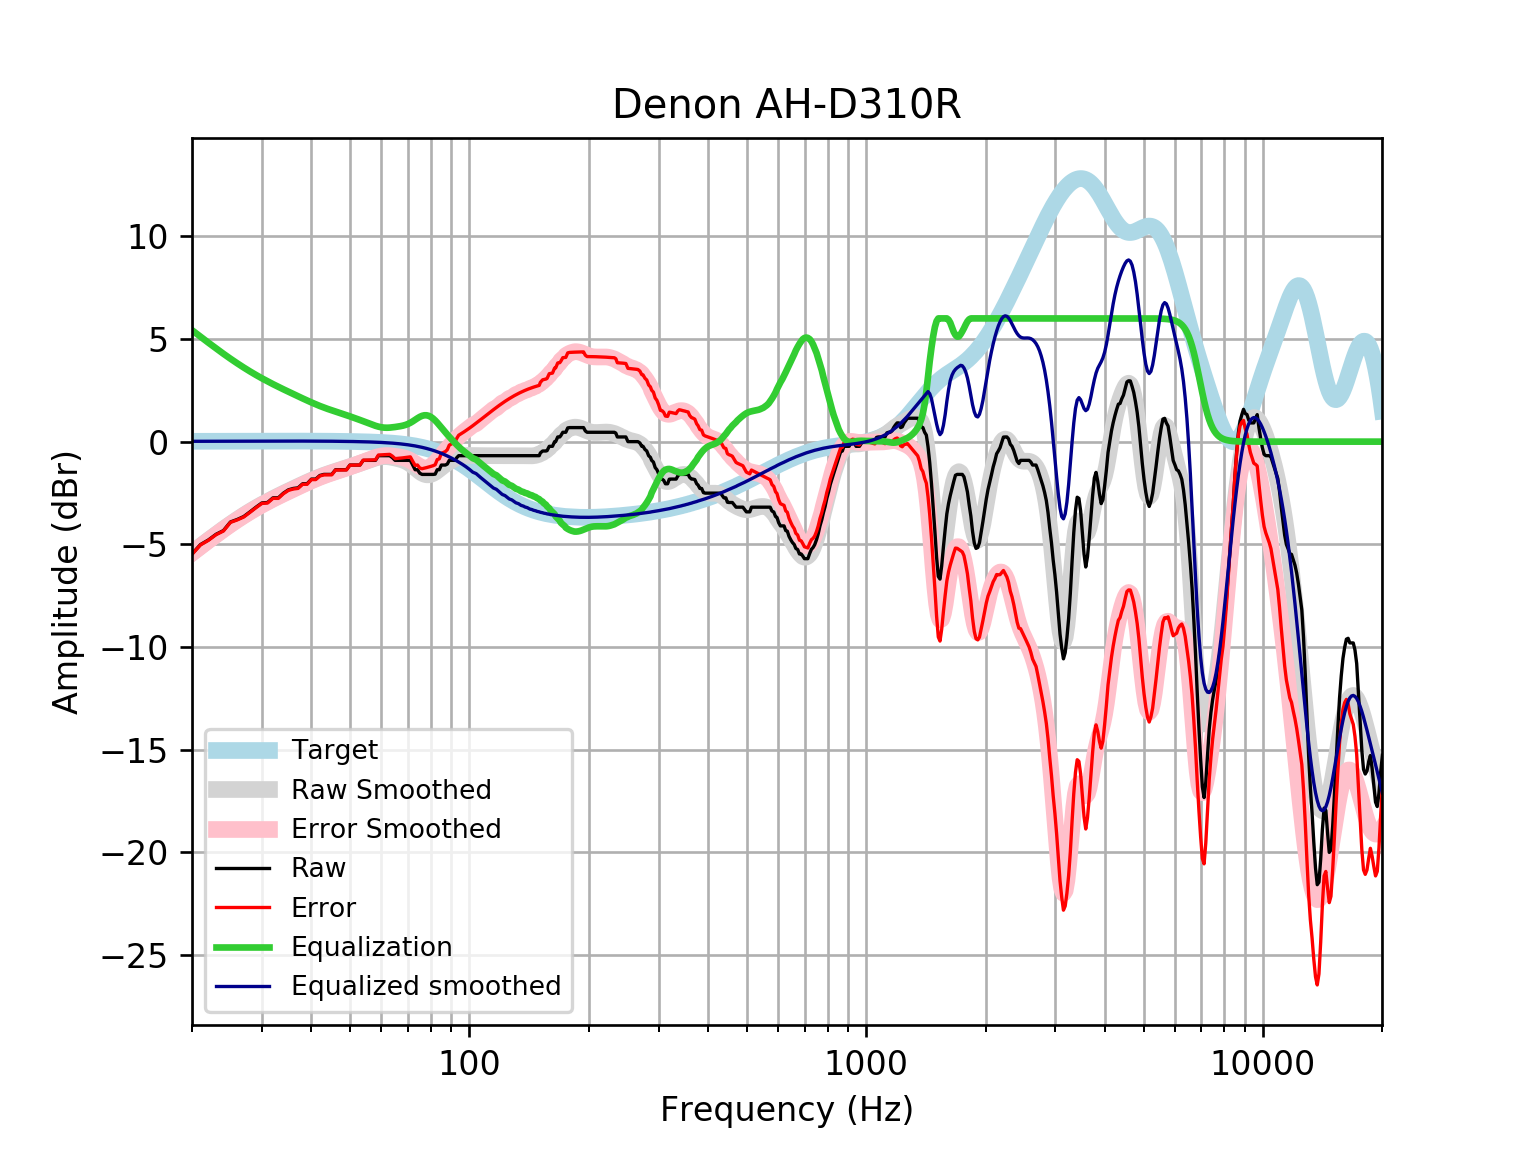 Denon AH-D310R
Amplitude (dBr)
10
5
0
−5
−10
−15
−20
−25
Target
Raw Smoothed
Error Smoothed
Raw
Error
Equalization
Equalized smoothed
100 1000 10000
Frequency (Hz)